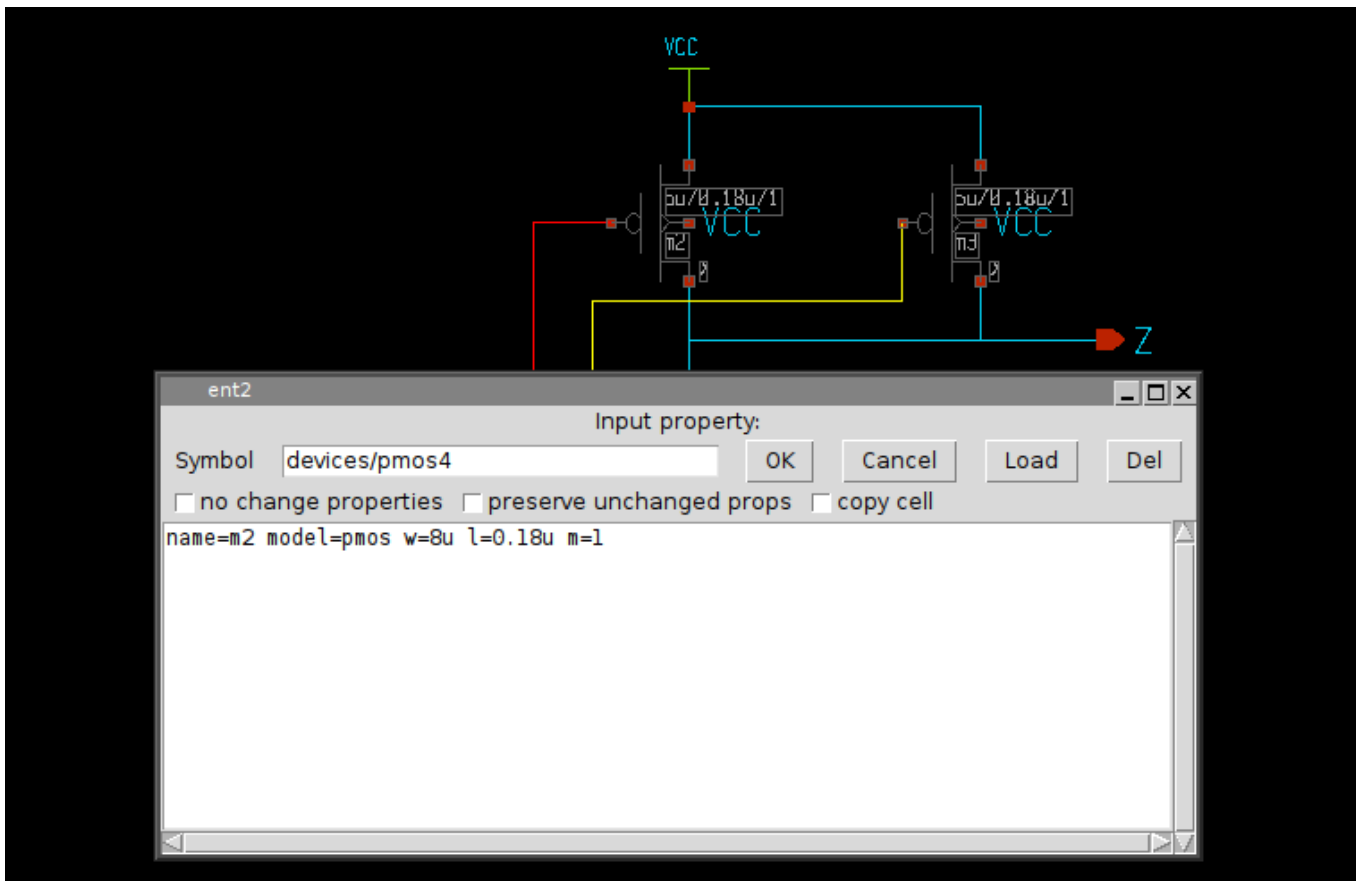 VCC
5u/0.18u/1
5u/0.18u/1
VCC
VCC
m2
m3
Z
ent2
Input property:
Symbol devices/pmos4 OK Cancel Load Del
no change properties preserve unchanged props copy cell
name=m2 model=pmos w=8u l=0.18u m=1